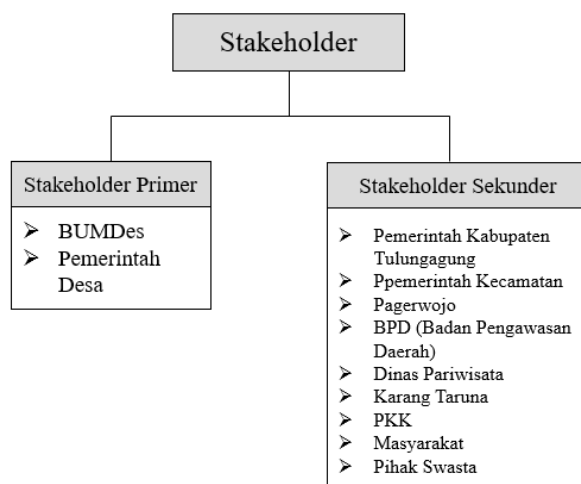 Stakeholder
Stakeholder Primer
➢ BUMDes
➢ Pemerintah
Desa
Stakeholder Sekunder
➢ Pemerintah Kabupaten
Tulungagung
➢ Ppemerintah Kecamatan
➢ Pagerwojo
➢ BPD (Badan Pengawasan
Daerah)
➢ Dinas Pariwisata
➢ Karang Taruna
➢ PKK
➢ Masyarakat
➢ Pihak Swasta